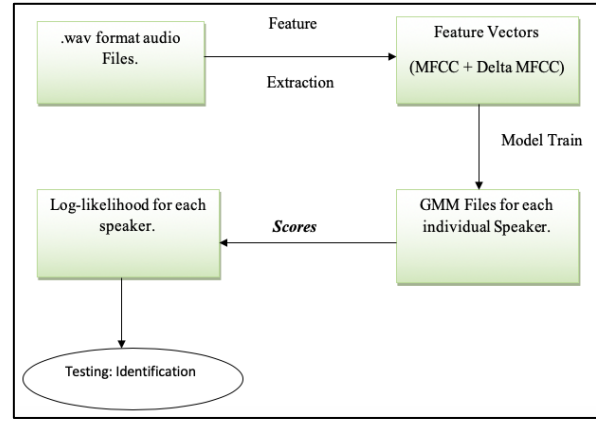 .wav format audio
Files.
Feature
Extraction
Feature Vectors
(MFCC + Delta MFCC)
Model Train
GMM Files for each
individual Speaker.
Scores
Log-likelihood for each
speaker.
Testing: Identification